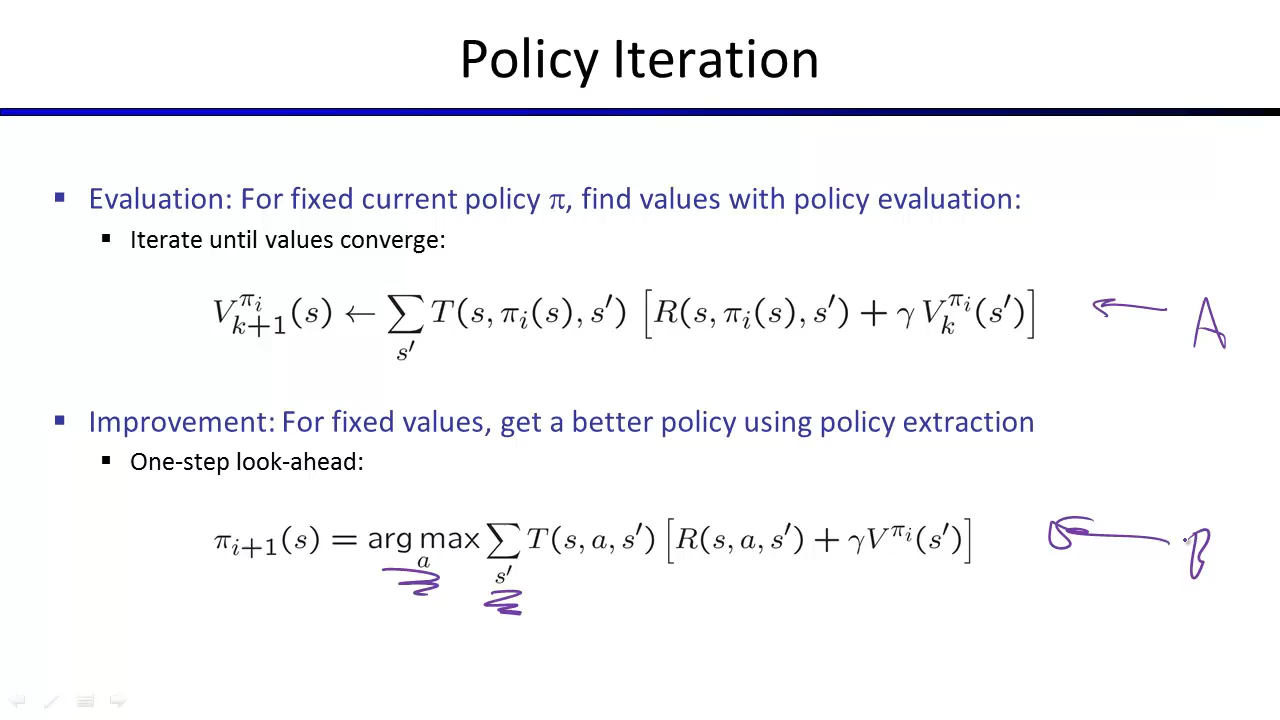 Policy Iteration
▪ Evaluation: For fixed current policy π, find values with policy evaluation:
▪ Iterate until values converge:
V^{π_i}_{k+1}(s) ← ∑_{s′} T(s, π_i(s), s′) [R(s, π_i(s), s′) + γ V^{π_i}_k(s′)] ← A
▪ Improvement: For fixed values, get a better policy using policy extraction
▪ One-step look-ahead:
π_{i+1}(s) = arg max_a ∑_{s′} T(s, a, s′) [R(s, a, s′) + γV^{π_i}(s′)] ← B